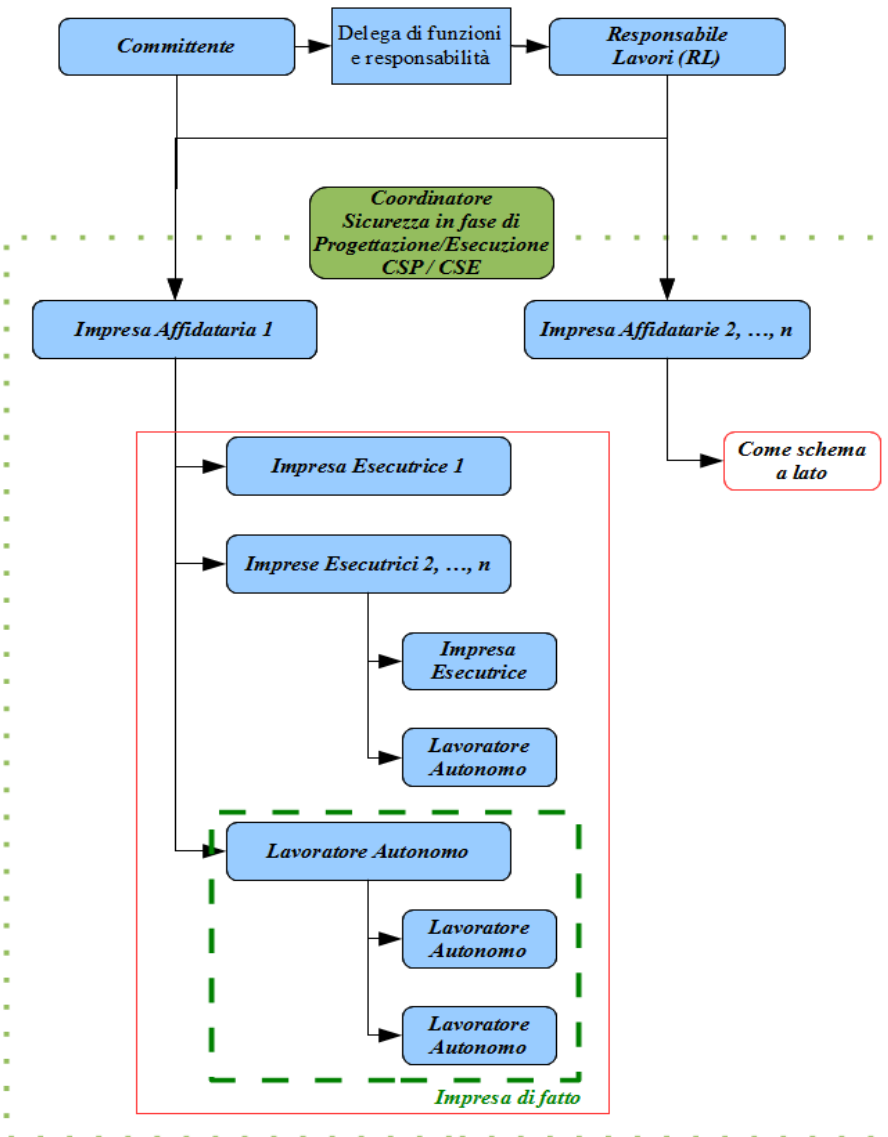 Committente
Delega di funzioni
e responsabilità
Responsabile
Lavori (RL)
Coordinatore
Sicurezza in fase di
Progettazione/Esecuzione
CSP / CSE
Impresa Affidataria 1
Impresa Affidatarie 2, …, n
Impresa Esecutrice 1
Come schema
a lato
Imprese Esecutrici 2, …, n
Impresa
Esecutrice
Lavoratore
Autonomo
Lavoratore Autonomo
Lavoratore
Autonomo
Lavoratore
Autonomo
Impresa di fatto